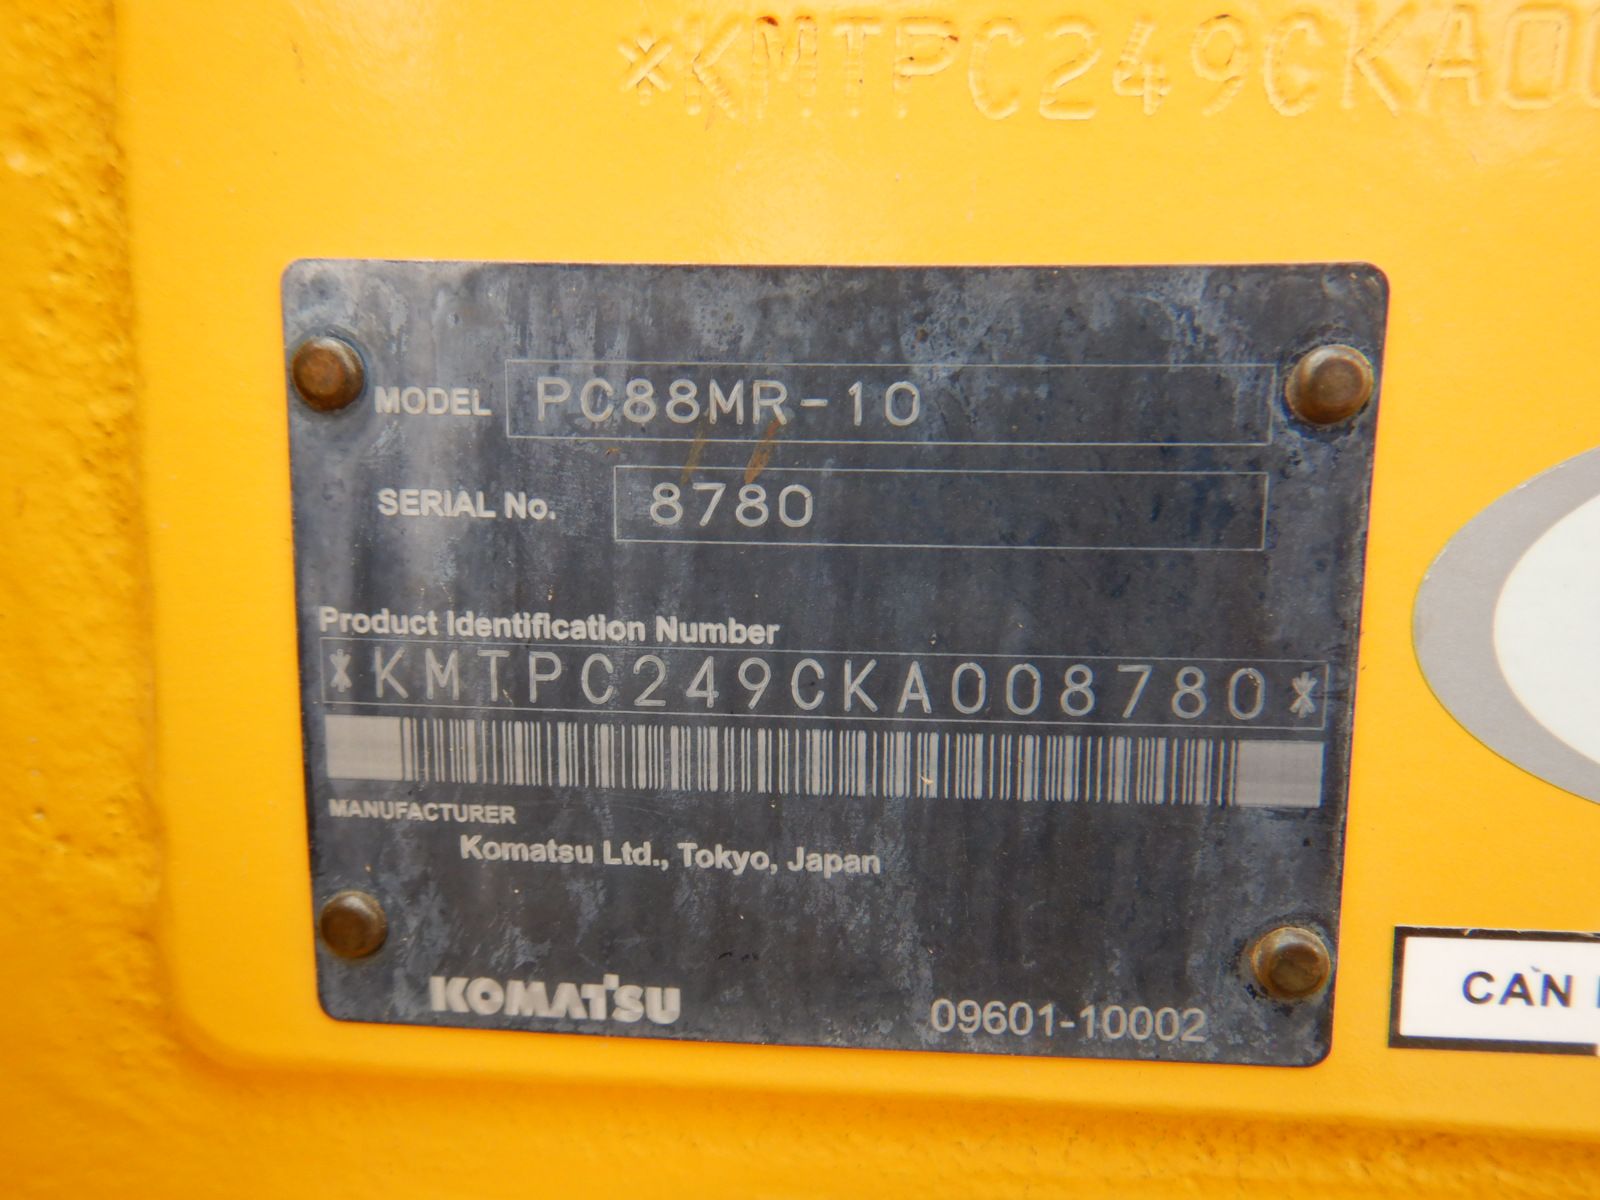 *KMTPC249CKA00
MODEL PC88MR-10
SERIAL No. 8780
Product Identification Number
*KMTPC249CKA008780*
MANUFACTURER
Komatsu Ltd., Tokyo, Japan
KOMATSU 09601-10002
CAN